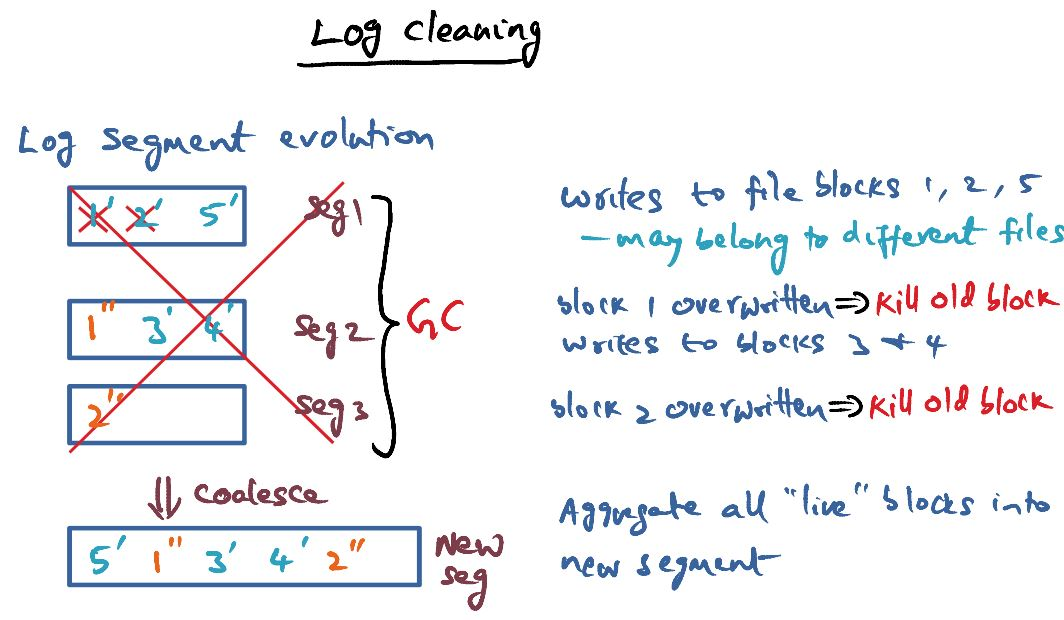 Log Cleaning
Log Segment evolution
1' 2' 5' seg 1
writes to file blocks 1, 2, 5
— may belong to different files
1'' 3' 4' seg 2
GC
block 1 overwritten ⇒ Kill old block
writes to blocks 3 + 4
2'' seg 3
block 2 overwritten ⇒ Kill old block
⇓ Coalesce
5' 1'' 3' 4' 2'' New
seg
Aggregate all "live" blocks into
new segment